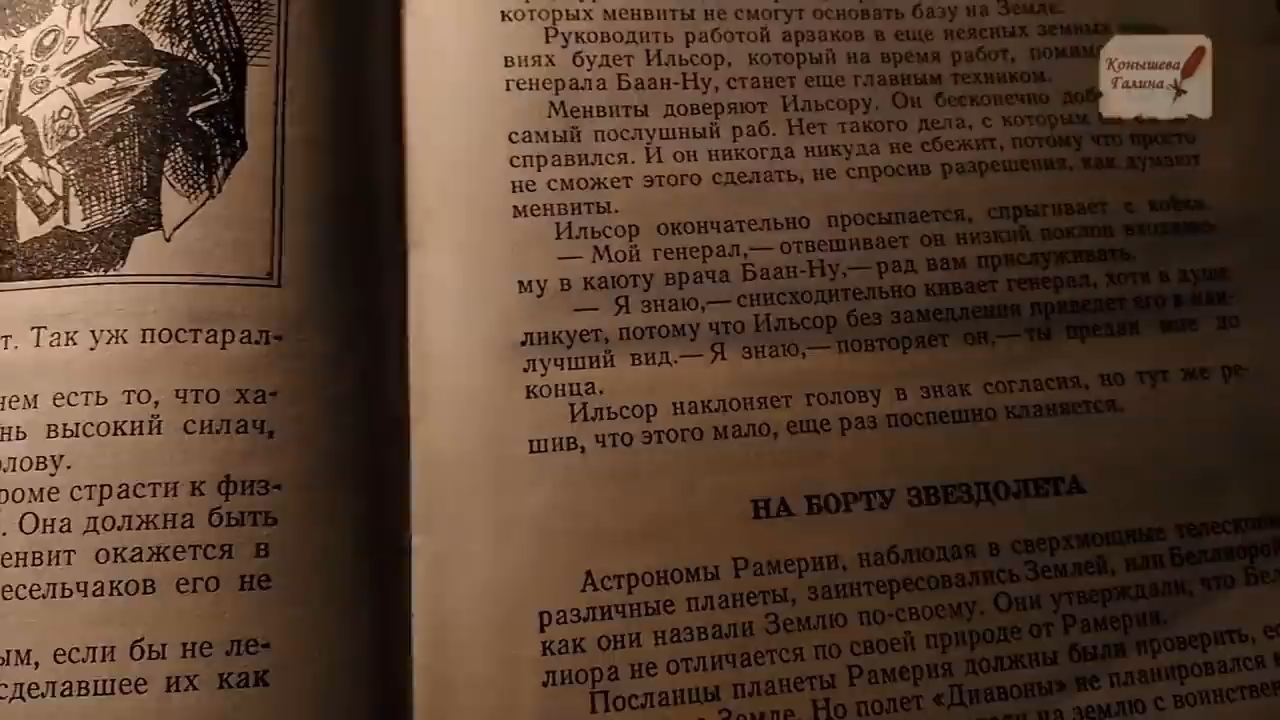 т. Так уж постарал-
чем есть то, что ха-
нь высокий силач,
олову.
роме страсти к физ-
. Она должна быть
енвит окажется в
есельчаков его не
ым, если бы не ле-
сделавшее их как
которых менвиты не смогут основать базу на Земле.
Руководить работой арзаков в еще неясных земных
виях будет Ильсор, который на время работ,
генерала Баан-Ну, станет еще главным техником.
Менвиты доверяют Ильсору. Он бесконечно доб
самый послушный раб. Нет такого дела, с которым
справился. И он никогда никуда не сбежит, потому что просто
не сможет этого сделать, не спросив разрешения, как думают
менвиты.
Ильсор окончательно просыпается, спрыгивает с койки.
— Мой генерал,— отвешивает он низкий поклон входяще-
му в каюту врача Баан-Ну,— рад вам прислуживать.
— Я знаю,— снисходительно кивает генерал, хотя в душе
ликует, потому что Ильсор без замедления приведет его в наи-
лучший вид.— Я знаю,— повторяет он,— ты предан мне до
конца.
Ильсор наклоняет голову в знак согласия, но тут же ре-
шив, что этого мало, еще раз поспешно кланяется.
НА БОРТУ ЗВЕЗДОЛЕТА
Астрономы Рамерии, наблюдая в сверхмощные телескопы
различные планеты, заинтересовались Землей, или Беллиорой,
как они назвали Землю по-своему. Они утверждали, что Бел
лиора не отличается по своей природе от Рамерии.
Посланцы планеты Рамерия должны были проверить, ес
Земле. Но полет «Диавоны» не планировался
на землю с воинствен
Конышева
Галина